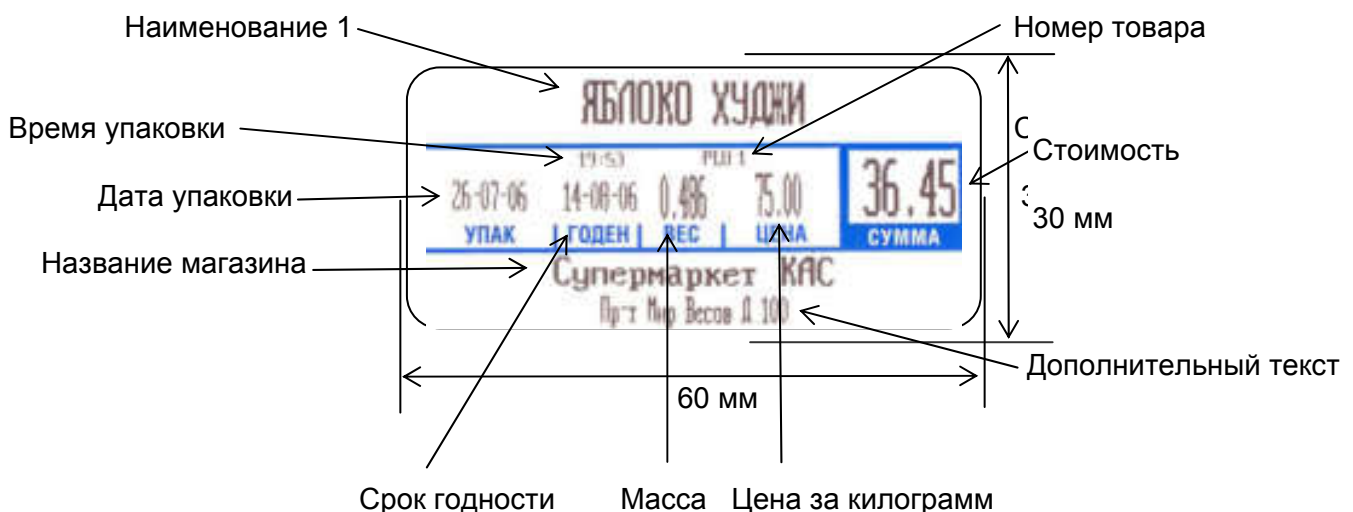 Наименование 1
Номер товара
ЯБЛОКО ХУДЖИ
Время упаковки
Стоимость
19:53 PLU 1
36.45
Дата упаковки
26-07-06 14-08-06 0.486 75.00
30 мм
УПАК ГОДЕН ВЕС ЦЕНА СУММА
Название магазина
Супермаркет КАС
Пр-т Мир Весов Д 100
Дополнительный текст
60 мм
Срок годности Масса Цена за килограмм